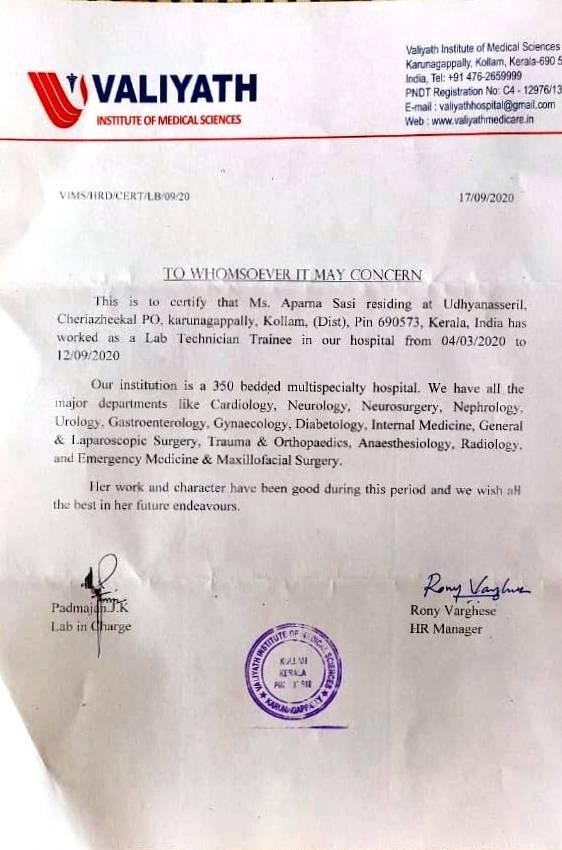 VALIYATH
INSTITUTE OF MEDICAL SCIENCES
Valiyath Institute of Medical Sciences
Karunagappally, Kollam, Kerala-690 5
India, Tel: +91 476-2659999
PNDT Registration No: C4 - 12976/13
E-mail : valiyathhospital@gmail.com
Web : www.valiyathmedicare.in
VIMS/HRD/CERT/LB/09/20
17/09/2020
TO WHOMSOEVER IT MAY CONCERN
This is to certify that Ms. Aparna Sasi residing at Udhyanasseril,
Cheriazheekal PO, karunagappally, Kollam, (Dist), Pin 690573, Kerala, India has
worked as a Lab Technician Trainee in our hospital from 04/03/2020 to
12/09/2020
Our institution is a 350 bedded multispecialty hospital. We have all the
major departments like Cardiology, Neurology, Neurosurgery, Nephrology,
Urology, Gastroenterology, Gynaecology, Diabetology, Internal Medicine, General
& Laparoscopic Surgery, Trauma & Orthopaedics, Anaesthesiology, Radiology,
and Emergency Medicine & Maxillofacial Surgery.
Her work and character have been good during this period and we wish all
the best in her future endeavours.
Padmajan.J.K
Lab in Charge
Rony Varghese
Rony Varghese
HR Manager
VALIYATH INSTITUTE OF MEDICAL SCIENCES
KOLLAM
KERALA
KARUNAGAPPALLY